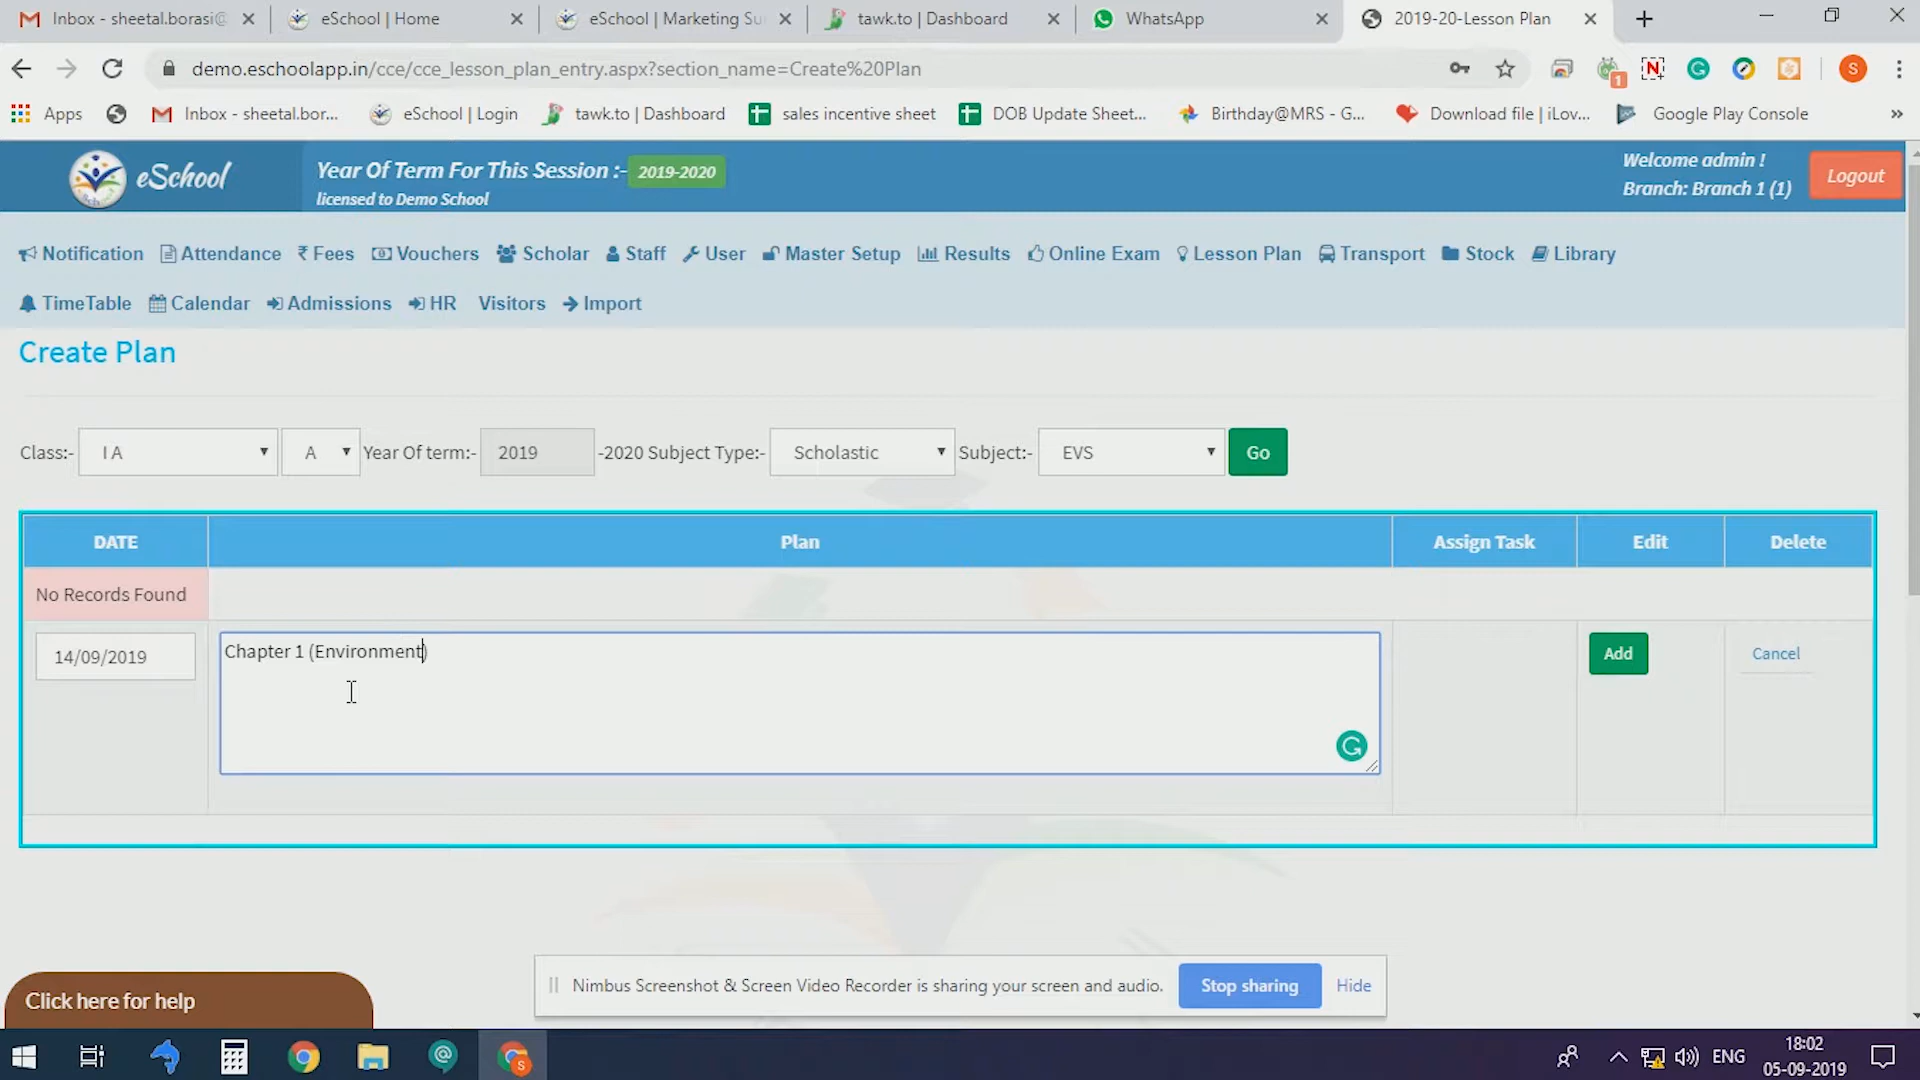 Inbox - sheetal.borasi@
eSchool | Home
eSchool | Marketing Su
tawk.to | Dashboard
WhatsApp
2019-20-Lesson Plan
demo.eschoolapp.in/cce/cce_lesson_plan_entry.aspx?section_name=Create%20Plan
1
S
Apps
Inbox - sheetal.bor...
eSchool | Login
tawk.to | Dashboard
sales incentive sheet
DOB Update Sheet...
Birthday@MRS - G...
Download file | iLov...
Google Play Console
»
eSchool
Year Of Term For This Session :- 2019-2020
licensed to Demo School
Welcome admin !
Branch: Branch 1 (1)
Logout
Notification Attendance ₹ Fees Vouchers Scholar Staff User Master Setup Results Online Exam Lesson Plan Transport Stock Library
TimeTable Calendar Admissions HR Visitors Import
Create Plan
Class:- I A A Year Of term:- 2019 -2020 Subject Type:- Scholastic Subject:- EVS Go
DATE Plan Assign Task Edit Delete
No Records Found
14/09/2019 Chapter 1 (Environment) Add Cancel
Nimbus Screenshot & Screen Video Recorder is sharing your screen and audio. Stop sharing Hide
Click here for help
ENG
18:02
05-09-2019